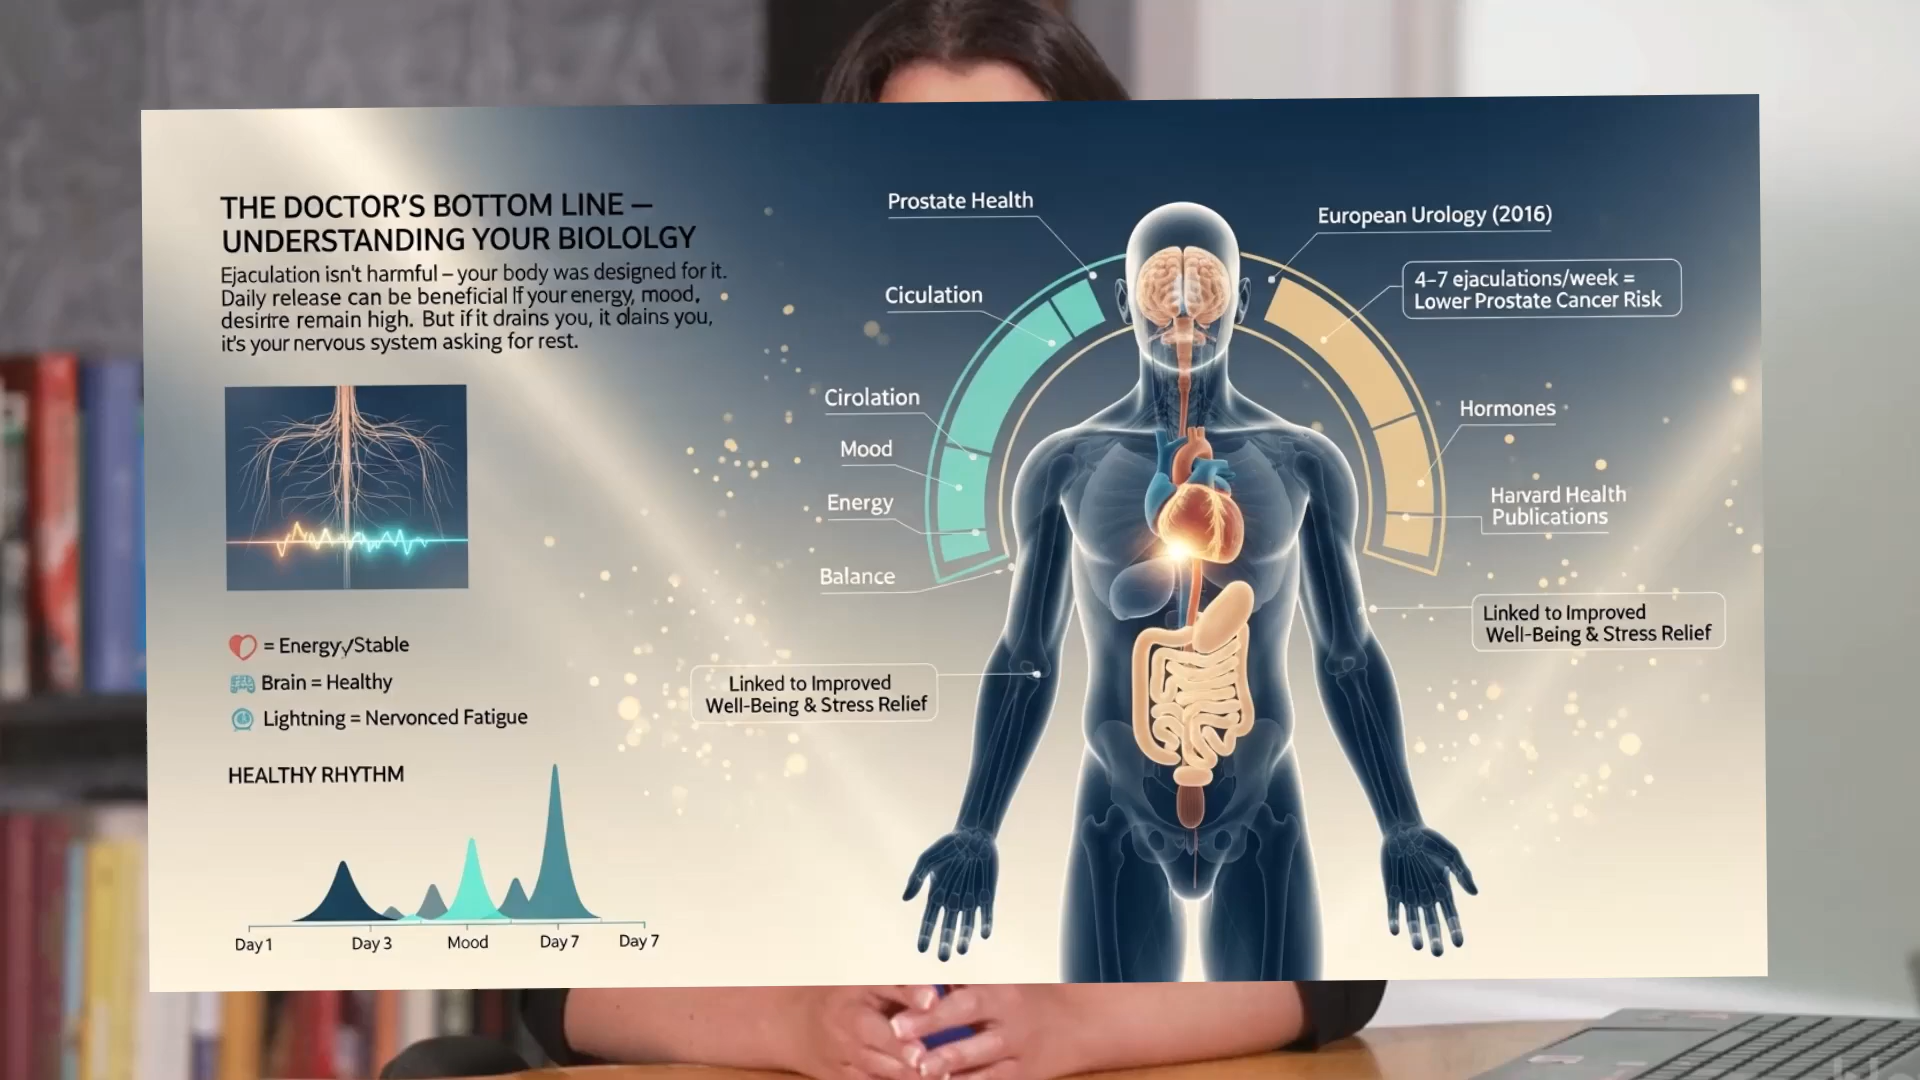 THE DOCTOR'S BOTTOM LINE —
UNDERSTANDING YOUR BIOLOLGY
Ejaculation isn't harmful – your body was designed for it.
Daily release can be beneficial If your energy, mood,
desirire remain high. But if it drains you, it olains you,
it's your nervous system asking for rest.
= Energy/Stable
Brain = Healthy
Lightning = Nervonced Fatigue
HEALTHY RHYTHM
Day 1
Day 3
Mood
Day 7
Day 7
Prostate Health
Ciculation
Cirolation
Mood
Energy
Balance
Linked to Improved
Well-Being & Stress Relief
European Urology (2016)
4–7 ejaculations/week =
Lower Prostate Cancer Risk
Hormones
Harvard Health
Publications
Linked to Improved
Well-Being & Stress Relief